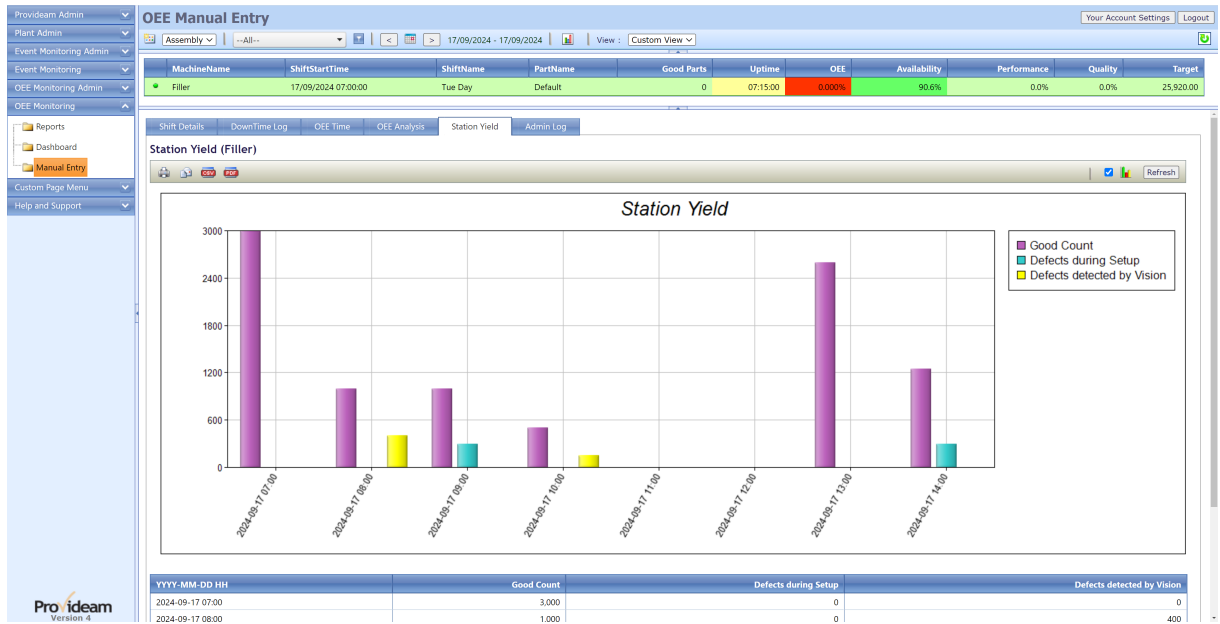 Provideam Admin
Plant Admin
Event Monitoring Admin
Event Monitoring
OEE Monitoring Admin
OEE Monitoring
Reports
Dashboard
Manual Entry
Custom Page Menu
Help and Support
Provideam
Version 4
OEE Manual Entry
Your Account Settings Logout
Assembly --All-- < > 17/09/2024 - 17/09/2024 View : Custom View
MachineName ShiftStartTime ShiftName PartName Good Parts Uptime OEE Availability Performance Quality Target
Filler 17/09/2024 07:00:00 Tue Day Default 0 07:15:00 0.000% 90.6% 0.0% 0.0% 25,920.00
Shift Details DownTime Log OEE Time OEE Analysis Station Yield Admin Log
Station Yield (Filler)
CSV PDF Refresh
Station Yield
3000
2400
1800
1200
600
0
2024-09-17 07:00
2024-09-17 08:00
2024-09-17 09:00
2024-09-17 10:00
2024-09-17 11:00
2024-09-17 12:00
2024-09-17 13:00
2024-09-17 14:00
Good Count
Defects during Setup
Defects detected by Vision
YYYY-MM-DD HH Good Count Defects during Setup Defects detected by Vision
2024-09-17 07:00 3,000 0 0
2024-09-17 08:00 1,000 0 400